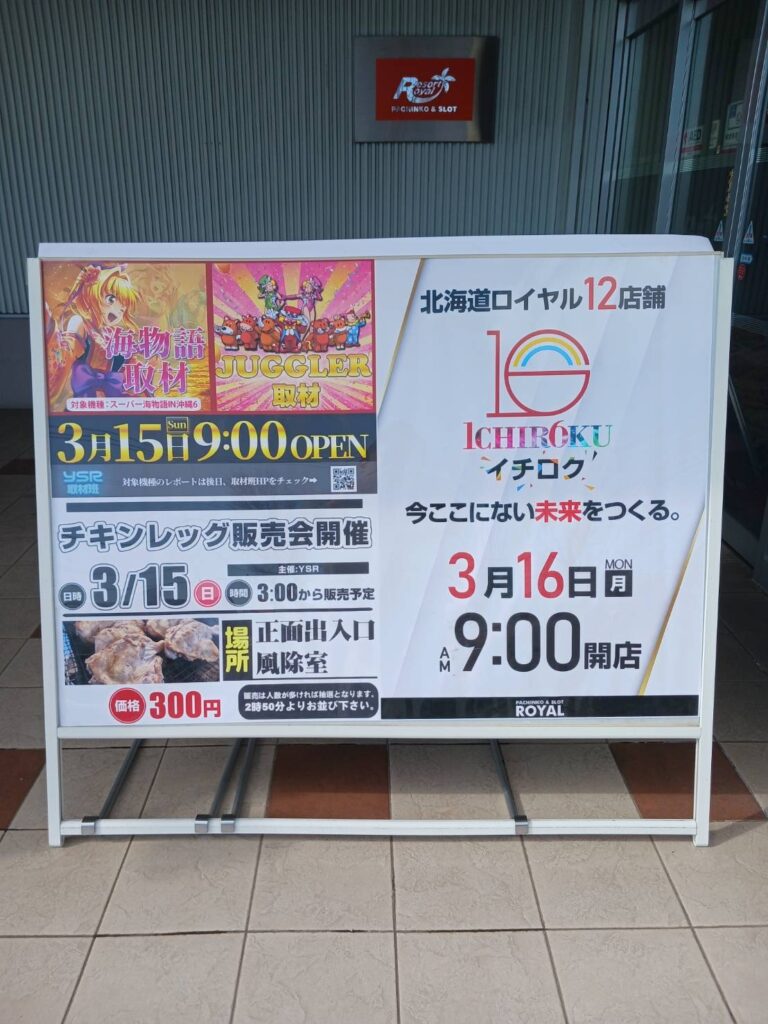 Resort
Royal
PACHINKO & SLOT
AED
海物語
取材
対象機種:スーパー海物語IN沖縄6
JUGGLER
取材
3月15日 Sun 9:00 OPEN
YSR
取材班
対象機種のレポートは後日、取材班HPをチェック➡
チキンレッグ販売会開催
主催:YSR
日時 3/15 日 時間 3:00から販売予定
場所
正面出入口
風除室
価格 300円
販売は人数が多ければ抽選となります。
2時50分よりお並び下さい。
北海道ロイヤル12店舗
16
1CHIR6KU
イチロク
今ここにない未来をつくる。
3月16日 MON 月
AM 9:00開店
PACHINKO & SLOT
ROYAL